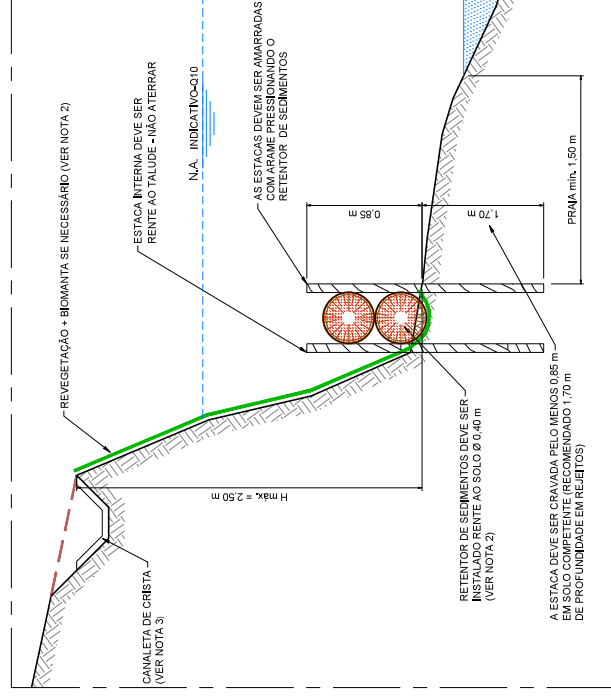 CANALETA DE CRISTA
(VER NOTA 3)
REVEGETAÇÃO + BIOMANTA SE NECESSÁRIO (VER NOTA 2)
H máx. = 2,50 m
ESTACA INTERNA DEVE SER
RENTE AO TALUDE - NÃO ATERRAR
N.A. INDICATIVO-Q10
AS ESTACAS DEVEM SER AMARRADAS
COM ARAME PRESSIONANDO O
RETENTOR DE SEDIMENTOS
0,85 m
1,70 m
RETENTOR DE SEDIMENTOS DEVE SER
INSTALADO RENTE AO SOLO Ø 0,40 m
(VER NOTA 2)
A ESTACA DEVE SER CRAVADA PELO MENOS 0,85 m
EM SOLO COMPETENTE (RECOMENDADO 1,70 m
DE PROFUNDIDADE EM REJEITOS)
PRAIA min. 1,50 m